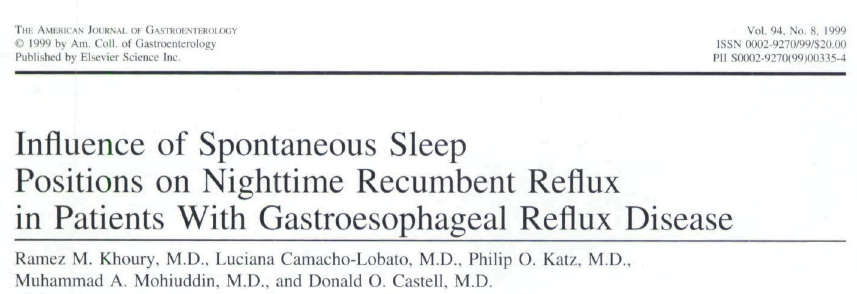 THE AMERICAN JOURNAL OF GASTROENTEROLOGY
© 1999 by Am. Coll. of Gastroenterology
Published by Elsevier Science Inc.
Vol. 94, No. 8, 1999
ISSN 0002-9270/99/$20.00
PII S0002-9270(99)00335-4
Influence of Spontaneous Sleep
Positions on Nighttime Recumbent Reflux
in Patients With Gastroesophageal Reflux Disease
Ramez M. Khoury, M.D., Luciana Camacho-Lobato, M.D., Philip O. Katz, M.D.,
Muhammad A. Mohiuddin, M.D., and Donald O. Castell, M.D.